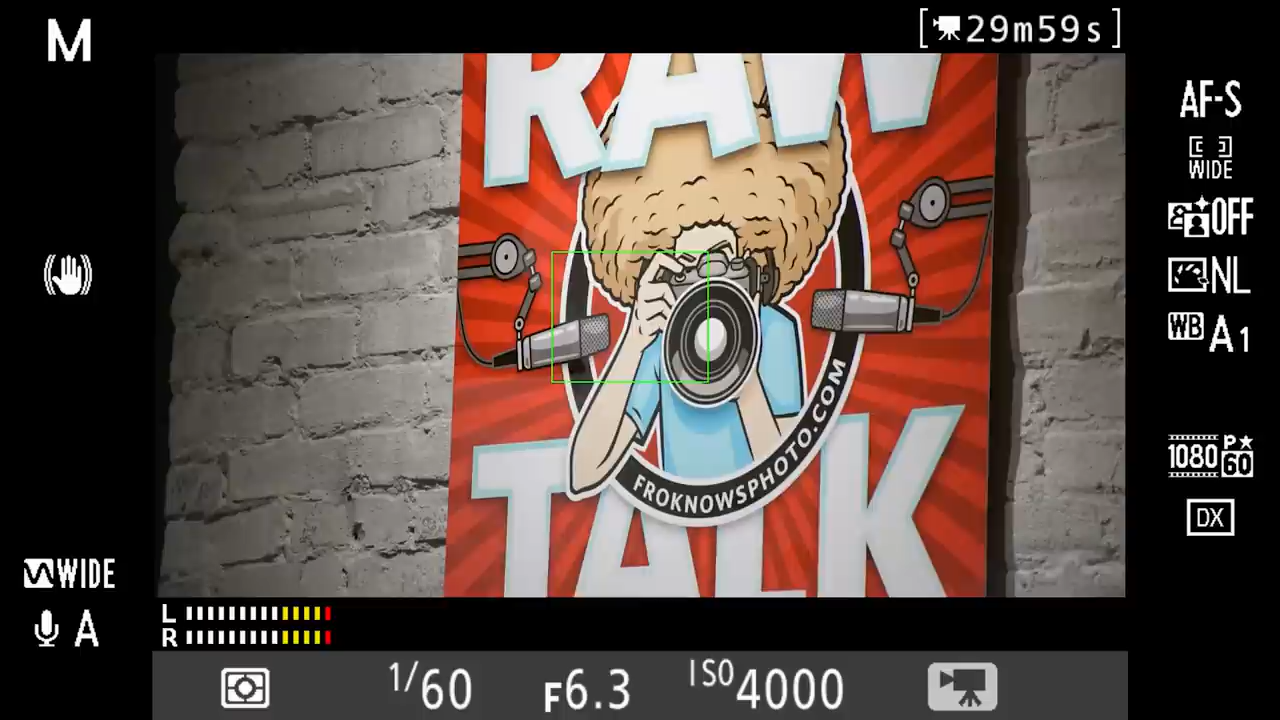 M
[29m59s]
AF-S
WIDE
OFF
NL
WB A1
1080 P★ 60
DX
RAW
FROKNOWSPHOTO.COM
TALK
WIDE
A
L
R
1/60 F6.3 ISO 4000